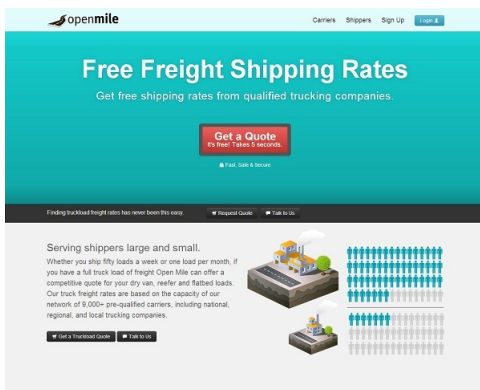 openmile
Carriers Shippers Sign Up Login
Free Freight Shipping Rates
Get free shipping rates from qualified trucking companies.
Get a Quote
It's free! Takes 5 seconds.
Fast, Safe & Secure
Finding truckload freight rates has never been this easy. Request Quote Talk to Us
Serving shippers large and small.
Whether you ship fifty loads a week or one load per month, if
you have a full truck load of freight Open Mile can offer a
competitive quote for your dry van, reefer and flatbed loads.
Our truck freight rates are based on the capacity of our
network of 9,000+ pre-qualified carriers, including national,
regional, and local trucking companies.
Get a Truckload Quote Talk to Us